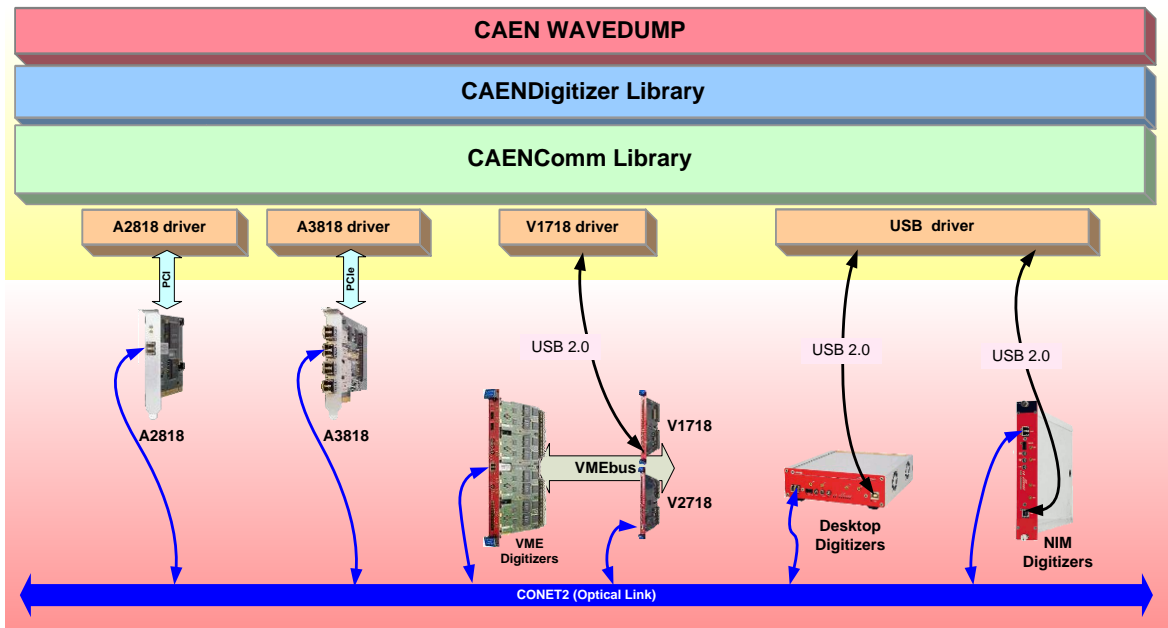 CAEN WAVEDUMP
CAENDigitizer Library
CAENComm Library
A2818 driver
A3818 driver
V1718 driver
USB driver
PCI
PCIe
USB 2.0
USB 2.0
USB 2.0
A2818
A3818
V1718
VMEbus
V2718
VME
Digitizers
Desktop
Digitizers
NIM
Digitizers
CONET2 (Optical Link)